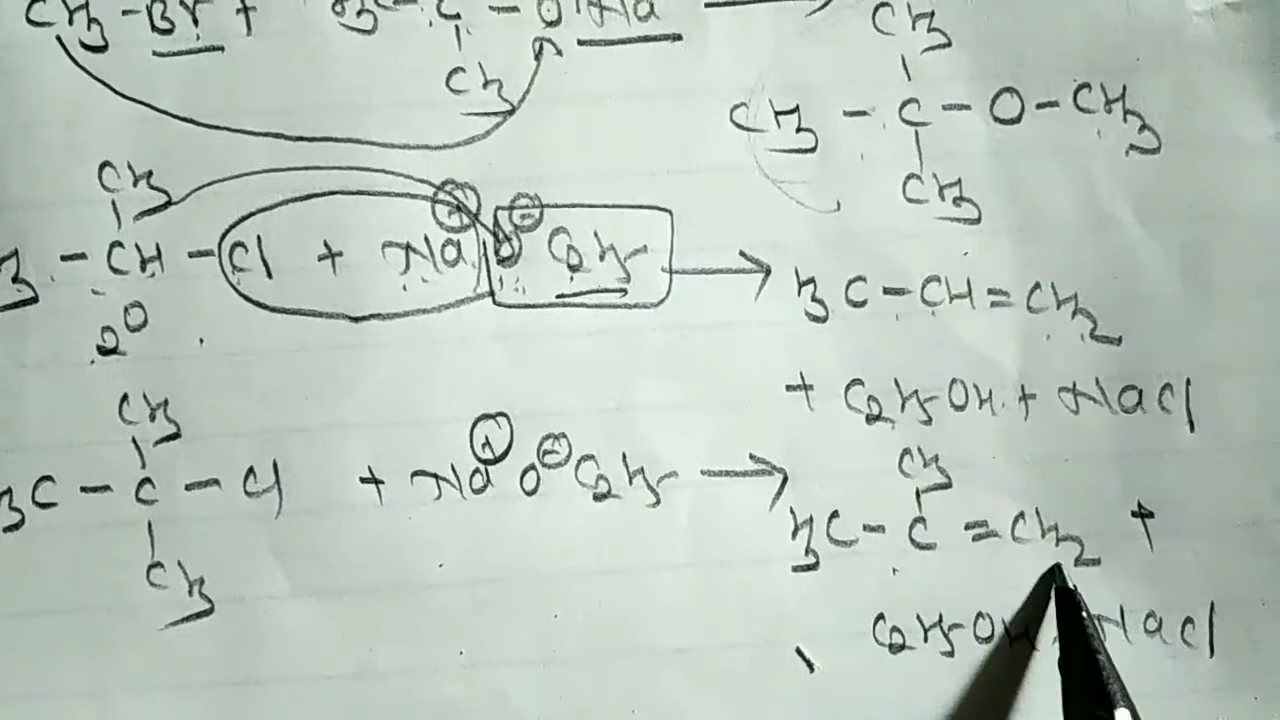 CH3-Br + H3C-C-ONa →
CH3
CH3
CH3 - C - O - CH3
CH3
CH3
3 - CH - Cl + Na⊕ O⊖ C2H5 → H3C-CH=CH2
2°
+ C2H5OH + NaCl
CH3
3C - C - Cl + Na⊕ O⊖ C2H5 →
CH3
CH3
H3C - C = CH2 +
C2H5OH NaCl